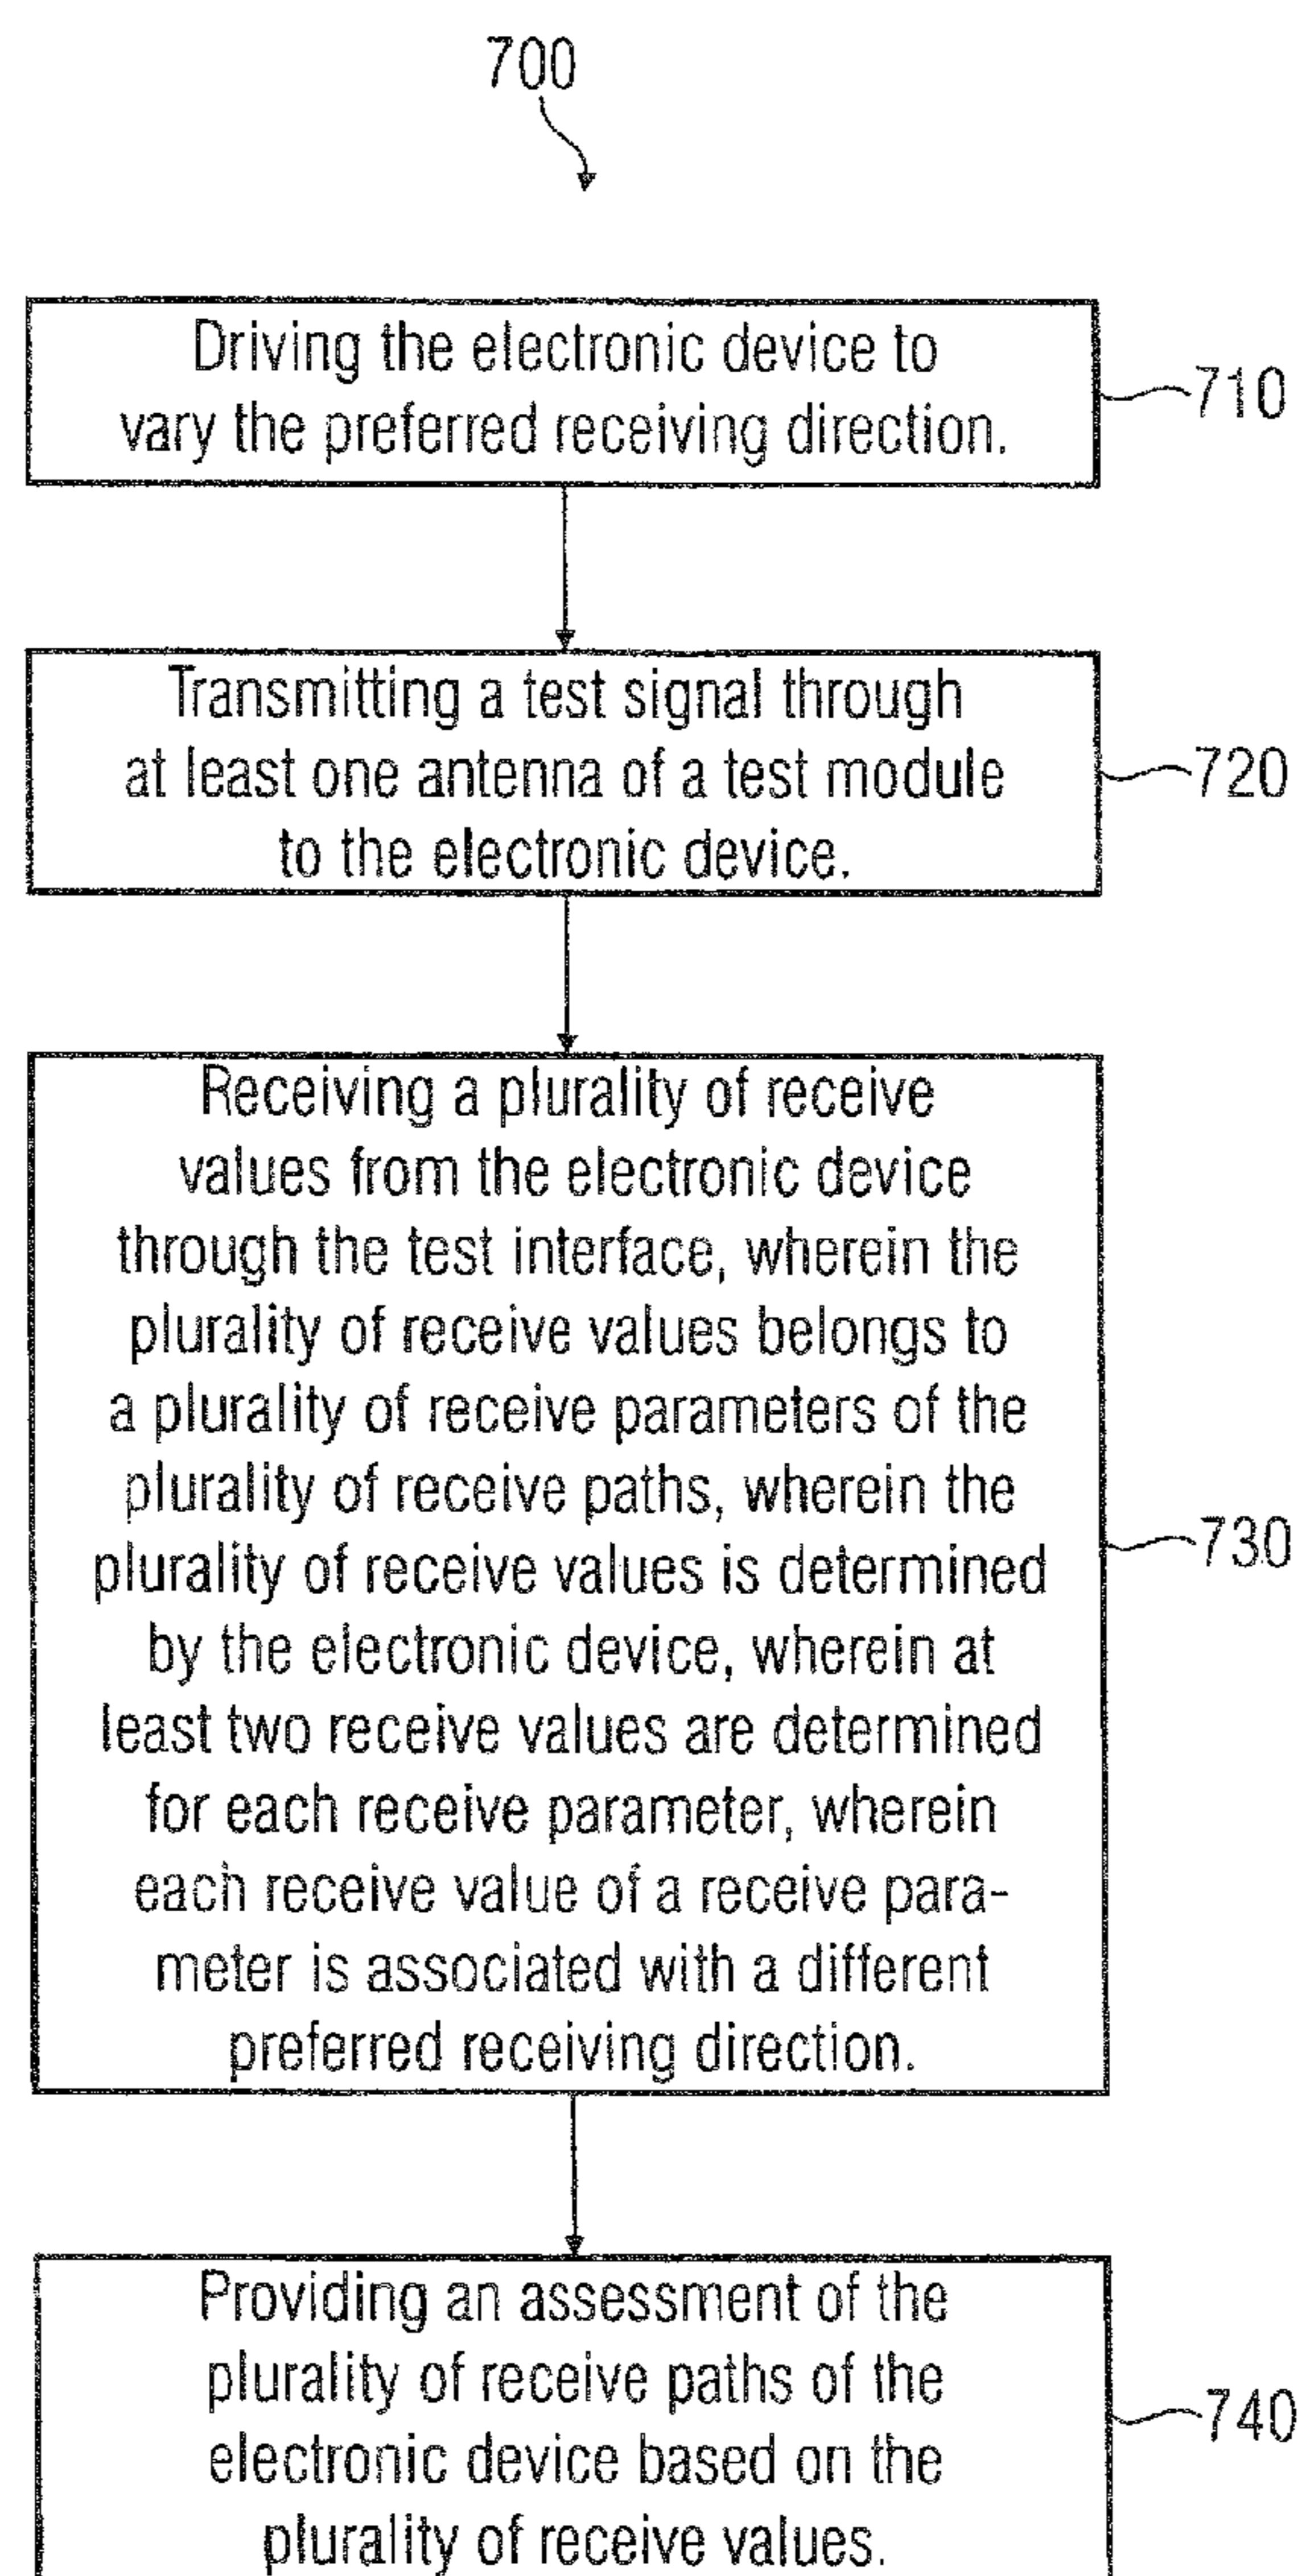 700
Driving the electronic device to
vary the preferred receiving direction.
710
Transmitting a test signal through
at least one antenna of a test module
to the electronic device.
720
Receiving a plurality of receive
values from the electronic device
through the test interface, wherein the
plurality of receive values belongs to
a plurality of receive parameters of the
plurality of receive paths, wherein the
plurality of receive values is determined
by the electronic device, wherein at
least two receive values are determined
for each receive parameter, wherein
each receive value of a receive para-
meter is associated with a different
preferred receiving direction.
730
Providing an assessment of the
plurality of receive paths of the
electronic device based on the
plurality of receive values.
740